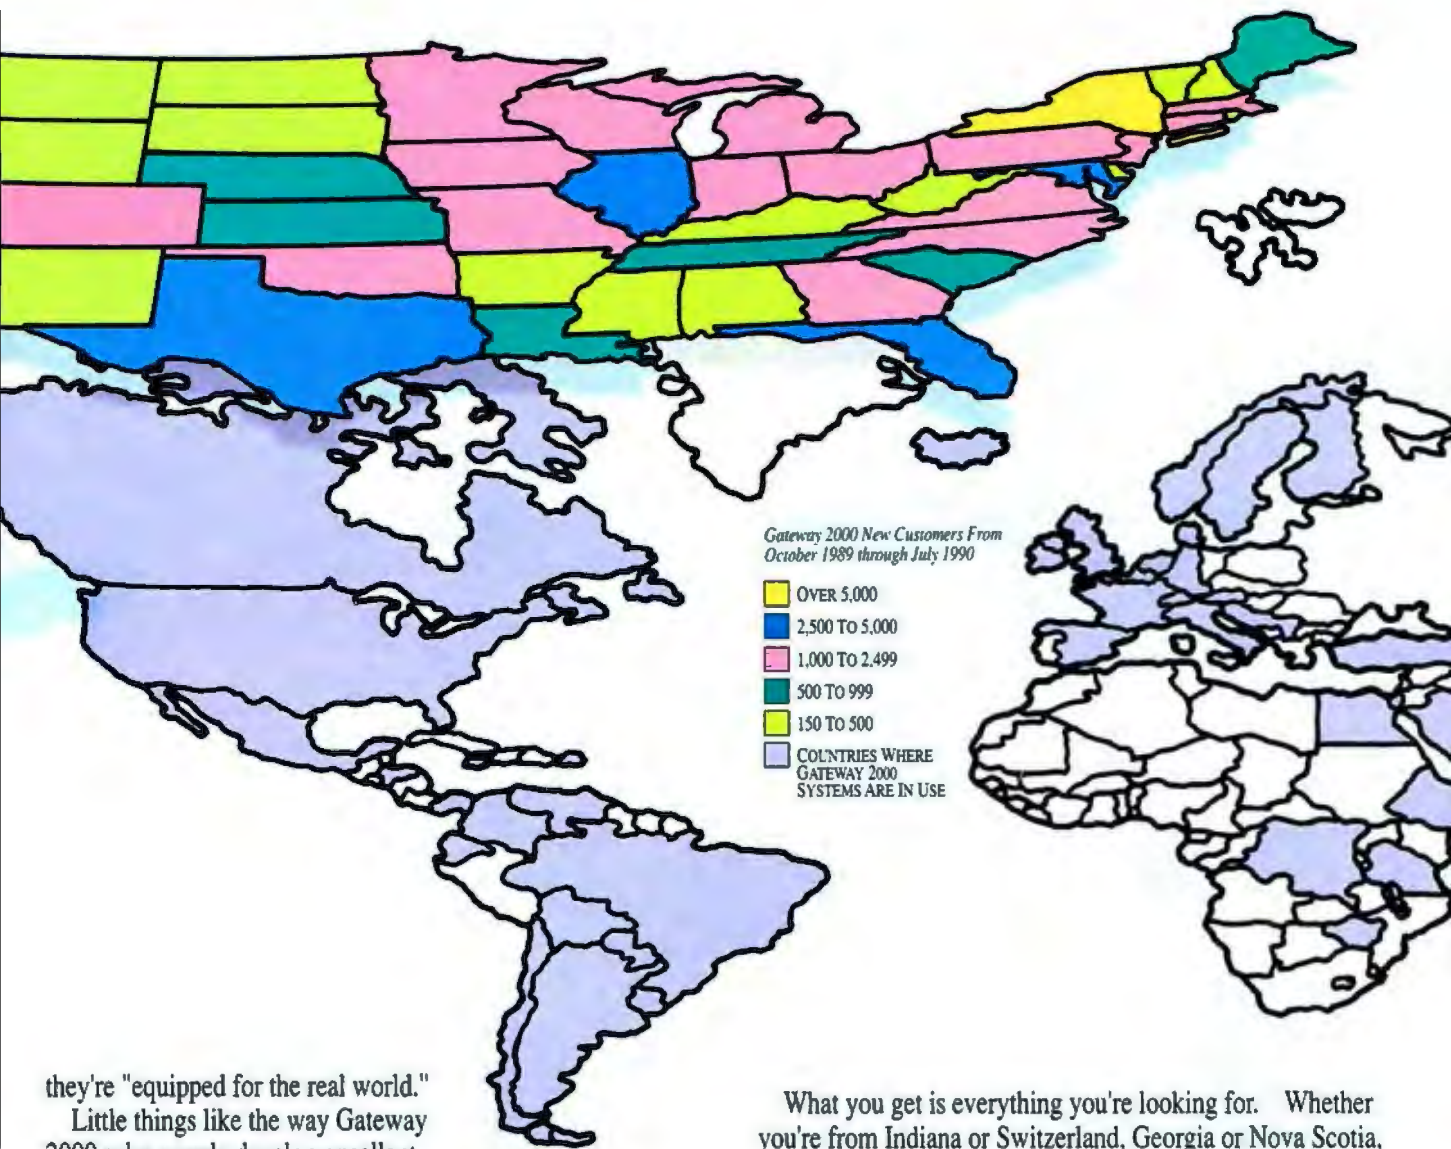 Gateway 2000 New Customers From
October 1989 through July 1990
OVER 5,000
2,500 TO 5,000
1,000 TO 2,499
500 TO 999
150 TO 500
COUNTRIES WHERE
GATEWAY 2000
SYSTEMS ARE IN USE
they're "equipped for the real world."
Little things like the way Gateway
What you get is everything you're looking for. Whether
you're from Indiana or Switzerland, Georgia or Nova Scotia,